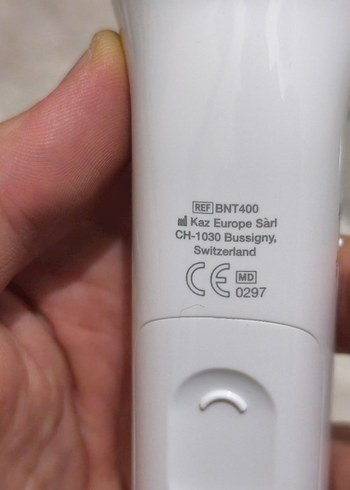 REF BNT400
Kaz Europe Sàrl
CH-1030 Bussigny,
Switzerland
CE MD
0297